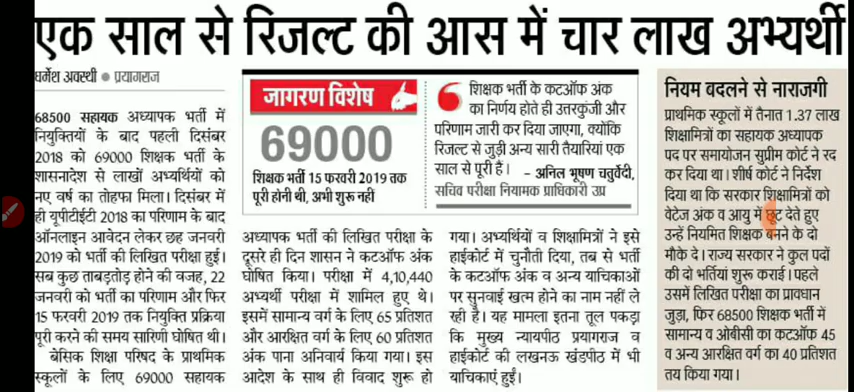 एक साल से रिजल्ट की आस में चार लाख अभ्यर्थी
धर्मेश अवस्थी ● प्रयागराज
68500 सहायक अध्यापक भर्ती में
नियुक्तियों के बाद पहली दिसंबर
2018 को 69000 शिक्षक भर्ती के
शासनादेश से लाखों अभ्यर्थियों को
नए वर्ष का तोहफा मिला। दिसंबर में
ही यूपीटीईटी 2018 का परिणाम के बाद
ऑनलाइन आवेदन लेकर छह जनवरी
2019 को भर्ती की लिखित परीक्षा हुई।
सब कुछ ताबड़तोड़ होने की वजह, 22
जनवरी को भर्ती का परिणाम और फिर
15 फरवरी 2019 तक नियुक्ति प्रक्रिया
पूरी करने की समय सारिणी घोषित थी।
बेसिक शिक्षा परिषद के प्राथमिक
स्कूलों के लिए 69000 सहायक
जागरण विशेष
69000
शिक्षक भर्ती 15 फरवरी 2019 तक
पूरी होनी थी, अभी शुरू नहीं
शिक्षक भर्ती के कटऑफ अंक
का निर्णय होते ही उत्तरकुंजी और
परिणाम जारी कर दिया जाएगा, क्योंकि
रिजल्ट से जुड़ी अन्य सारी तैयारियां एक
साल से पूरी हैं। - अनिल भूषण चतुर्वेदी,
सचिव परीक्षा नियामक प्राधिकारी उप्र
अध्यापक भर्ती की लिखित परीक्षा के
दूसरे ही दिन शासन ने कटऑफ अंक
घोषित किया। परीक्षा में 4,10,440
अभ्यर्थी परीक्षा में शामिल हुए थे।
इसमें सामान्य वर्ग के लिए 65 प्रतिशत
और आरक्षित वर्ग के लिए 60 प्रतिशत
अंक पाना अनिवार्य किया गया। इस
आदेश के साथ ही विवाद शुरू हो
गया। अभ्यर्थियों व शिक्षामित्रों ने इसे
हाईकोर्ट में चुनौती दिया, तब से भर्ती
के कटऑफ अंक व अन्य याचिकाओं
पर सुनवाई खत्म होने का नाम नहीं ले
रही है। यह मामला इतना तूल पकड़ा
कि मुख्य न्यायपीठ प्रयागराज व
हाईकोर्ट की लखनऊ खंडपीठ में भी
याचिकाएं हुईं।
नियम बदलने से नाराजगी
प्राथमिक स्कूलों में तैनात 1.37 लाख
शिक्षामित्रों का सहायक अध्यापक
पद पर समायोजन सुप्रीम कोर्ट ने रद
कर दिया था। शीर्ष कोर्ट ने निर्देश
दिया था कि सरकार शिक्षामित्रों को
वेटेज अंक व आयु में छूट देते हुए
उन्हें नियमित शिक्षक बनने के दो
मौके दे। राज्य सरकार ने कुल पदों
की दो भर्तियां शुरू कराई। पहले
उसमें लिखित परीक्षा का प्रावधान
जुड़ा, फिर 68500 शिक्षक भर्ती में
सामान्य व ओबीसी का कटऑफ 45
व अन्य आरक्षित वर्ग का 40 प्रतिशत
तय किया गया।